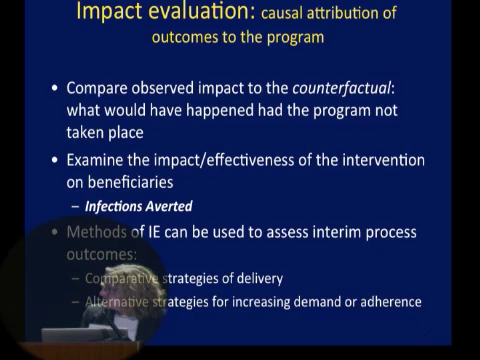 Impact evaluation: causal attribution of
outcomes to the program
• Compare observed impact to the counterfactual:
what would have happened had the program not
taken place
• Examine the impact/effectiveness of the intervention
on beneficiaries
– Infections Averted
• Methods of IE can be used to assess interim process
outcomes:
– Comparative strategies of delivery
– Alternative strategies for increasing demand or adherence